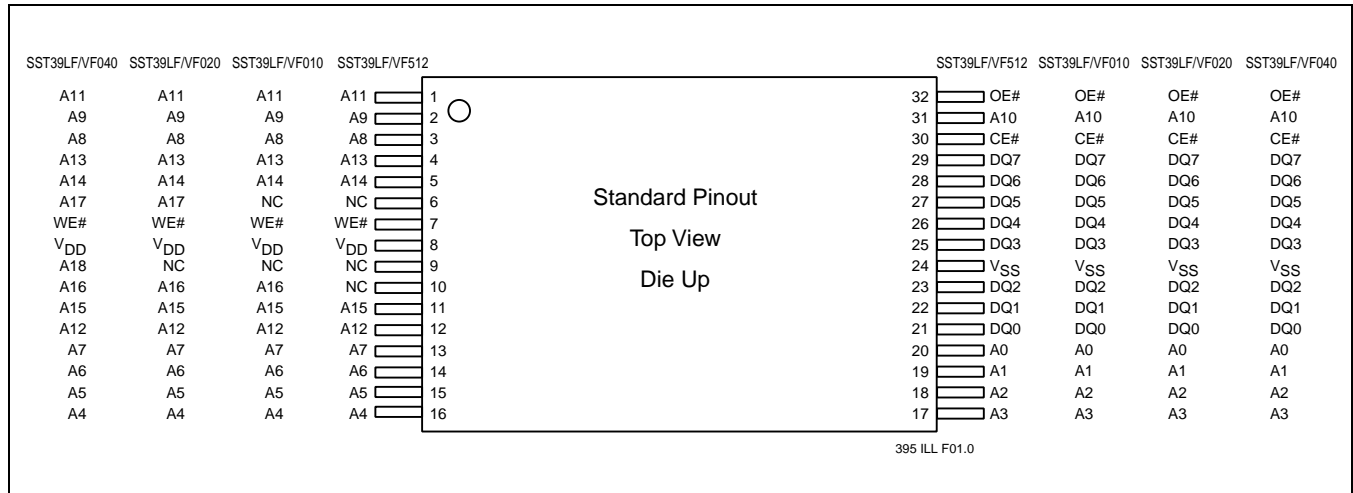 SST39LF/VF040 SST39LF/VF020 SST39LF/VF010 SST39LF/VF512 SST39LF/VF512 SST39LF/VF010 SST39LF/VF020 SST39LF/VF040
A11 A11 A11 A11 1 32 OE# OE# OE# OE#
A9 A9 A9 A9 2 31 A10 A10 A10 A10
A8 A8 A8 A8 3 30 CE# CE# CE# CE#
A13 A13 A13 A13 4 29 DQ7 DQ7 DQ7 DQ7
A14 A14 A14 A14 5 28 DQ6 DQ6 DQ6 DQ6
A17 A17 NC NC 6 Standard Pinout 27 DQ5 DQ5 DQ5 DQ5
WE# WE# WE# WE# 7 26 DQ4 DQ4 DQ4 DQ4
VDD VDD VDD VDD 8 Top View 25 DQ3 DQ3 DQ3 DQ3
A18 NC NC NC 9 24 VSS VSS VSS VSS
A16 A16 A16 NC 10 Die Up 23 DQ2 DQ2 DQ2 DQ2
A15 A15 A15 A15 11 22 DQ1 DQ1 DQ1 DQ1
A12 A12 A12 A12 12 21 DQ0 DQ0 DQ0 DQ0
A7 A7 A7 A7 13 20 A0 A0 A0 A0
A6 A6 A6 A6 14 19 A1 A1 A1 A1
A5 A5 A5 A5 15 18 A2 A2 A2 A2
A4 A4 A4 A4 16 17 A3 A3 A3 A3
395 ILL F01.0